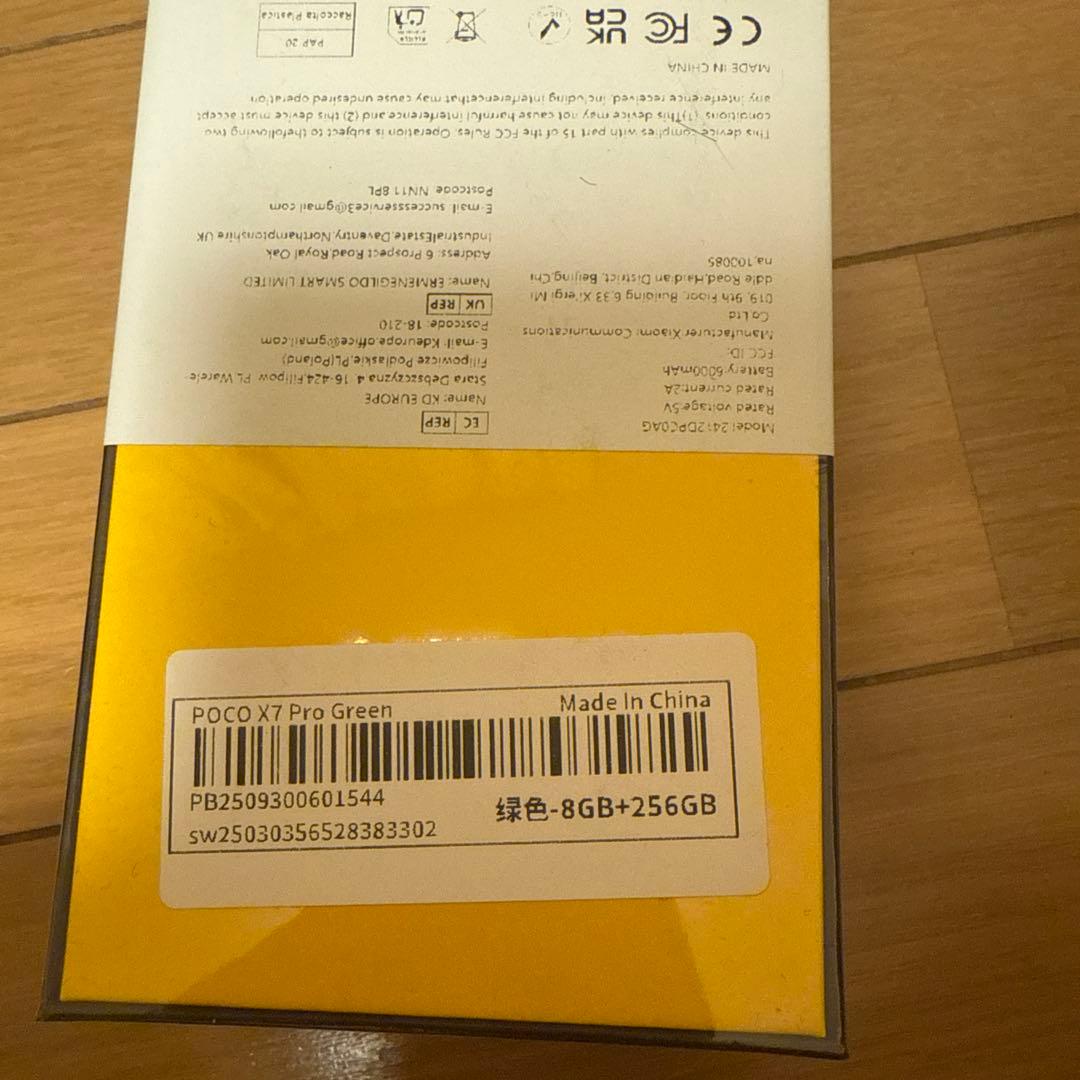 POCO X7 Pro Green
Made In China
PB2509300601544
绿色-8GB+256GB
sw25030356528383302
Model:2412DPC0AG
Rated voltage:5V
Rated current:2A
Battery:6000mAh
FCC ID:
Manufacturer:Xiaomi Communications
Co Ltd
019, 9th Floor, Building 6,33 Xi'ergi Mi
ddle Road,Haidian District, Beijing,Chi
na,100085
EC REP
Name: KD EUROPE
Stara Debszczyzna 4 16-424,Filipow PL Warele-
Filipowicze Podlaskie,PL(Poland)
E-mail: Kdeurope.office@gmail.com
Postcode: 18-210
UK REP
Name: ERMENEGILDO SMART LIMITED
Address: 6 Prospect Road,Royal Oak
IndustrialEstate,Daventry,Northamptonshire UK
E-mail: successservice3@gmail.com
Postcode NN11 8PL
This device complies with part 15 of the FCC Rules. Operation is subject to thefollowing two
conditions :(1)This device may not cause harmful interference,and (2) this device must accept
any interference received, including interferencethat may cause undesired operation
MADE IN CHINA
CE FC UK CA
PAP 20
Raccolta Plastica